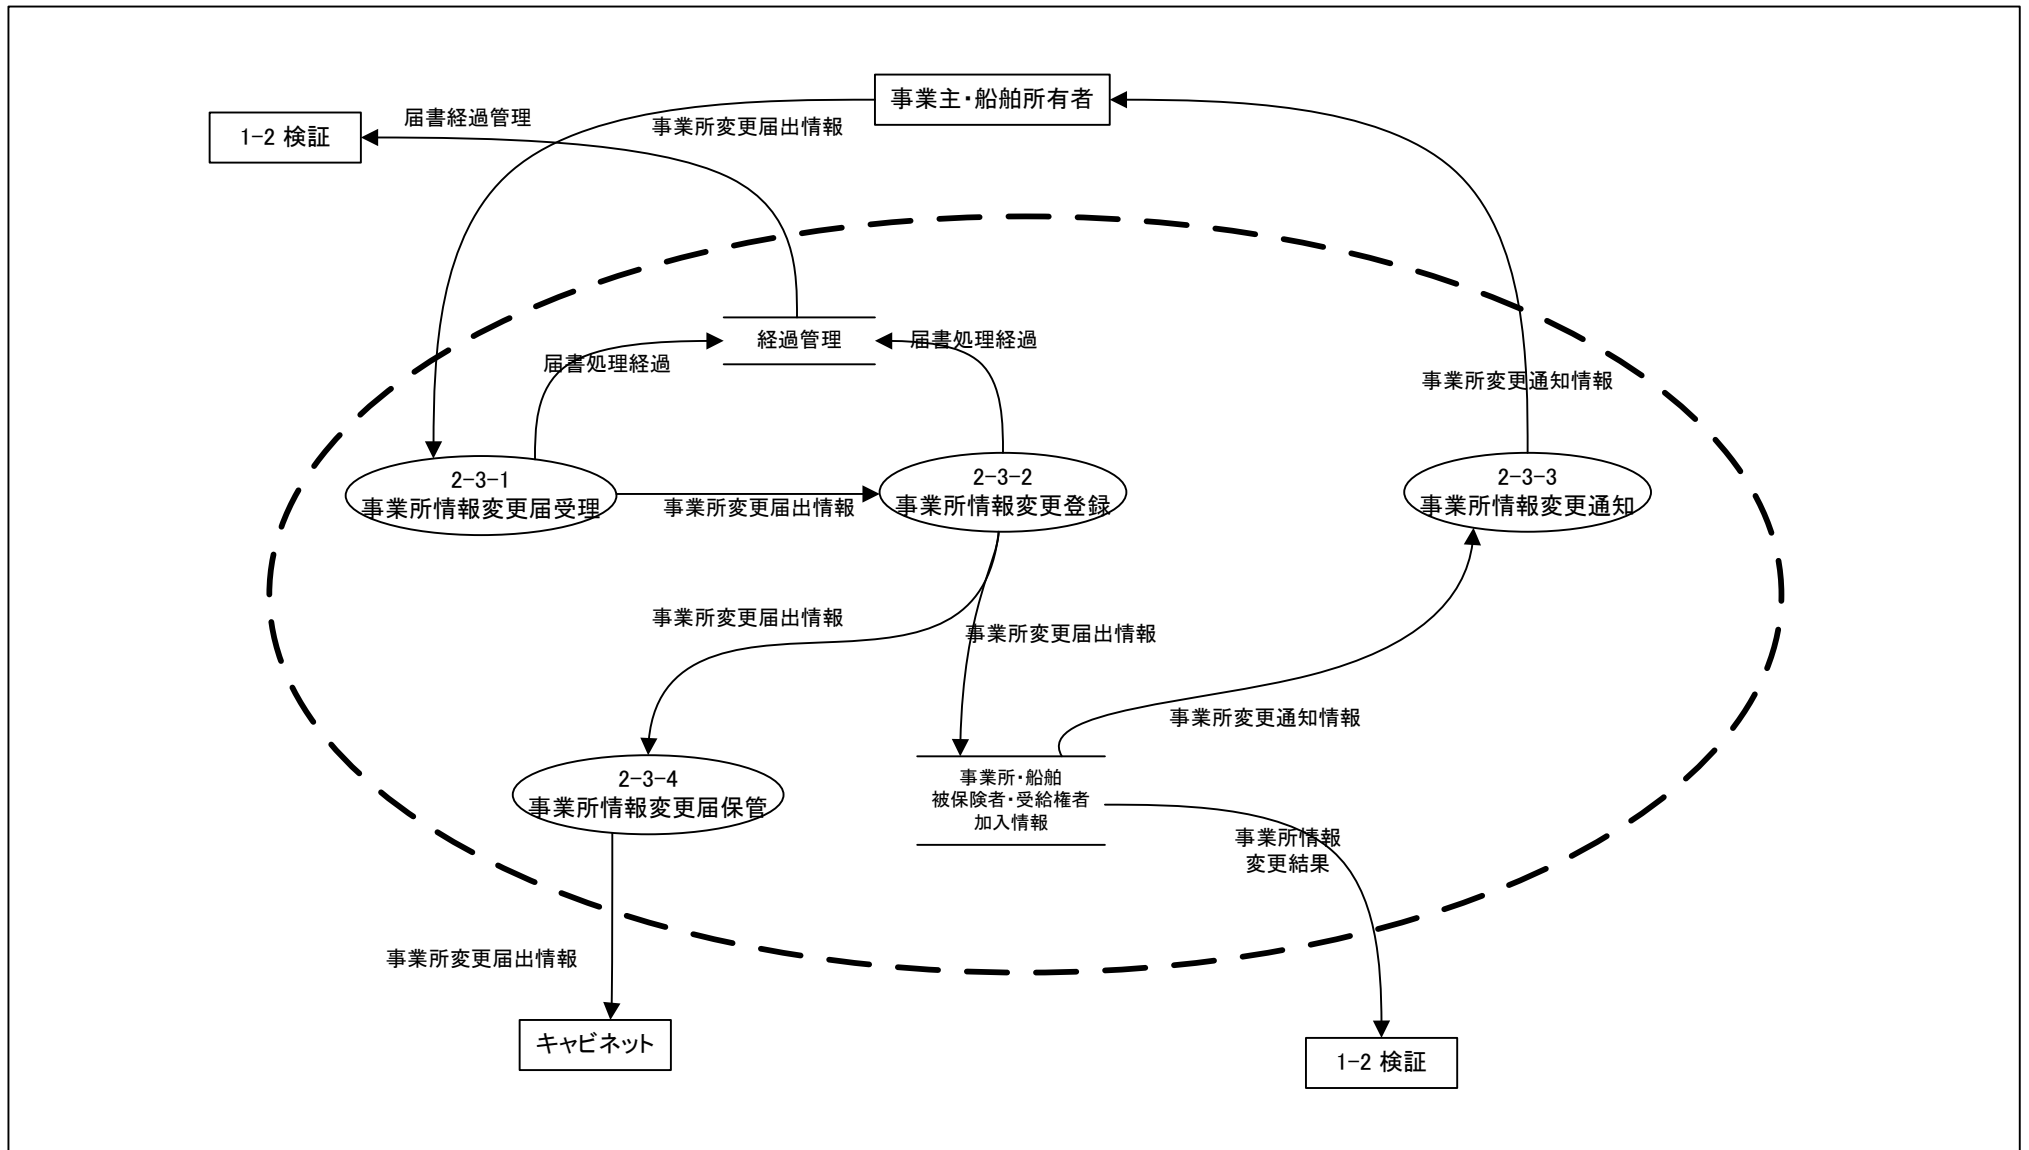 事業主・船舶所有者
届書経過管理
事業所変更届出情報
1-2 検証
経過管理
届書処理経過
届書処理経過
事業所変更通知情報
2-3-1
事業所情報変更届受理
事業所変更届出情報
2-3-2
事業所情報変更登録
2-3-3
事業所情報変更通知
事業所変更届出情報
事業所変更届出情報
事業所変更通知情報
2-3-4
事業所情報変更届保管
事業所・船舶
被保険者・受給権者
加入情報
事業所情報
変更結果
事業所変更届出情報
キャビネット
1-2 検証